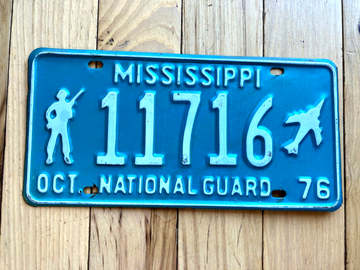 MISSISSIPPI
11716
OCT. NATIONAL GUARD 76